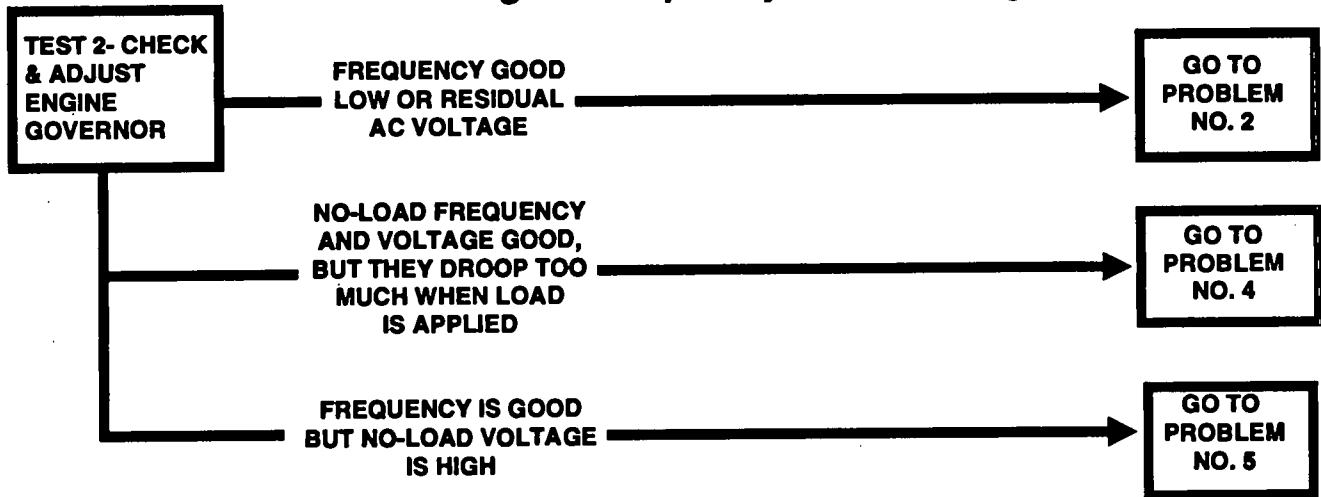 TEST 2- CHECK
& ADJUST
ENGINE
GOVERNOR
FREQUENCY GOOD
LOW OR RESIDUAL
AC VOLTAGE
GO TO
PROBLEM
NO. 2
NO-LOAD FREQUENCY
AND VOLTAGE GOOD,
BUT THEY DROOP TOO
MUCH WHEN LOAD
IS APPLIED
GO TO
PROBLEM
NO. 4
FREQUENCY IS GOOD
BUT NO-LOAD VOLTAGE
IS HIGH
GO TO
PROBLEM
NO. 5